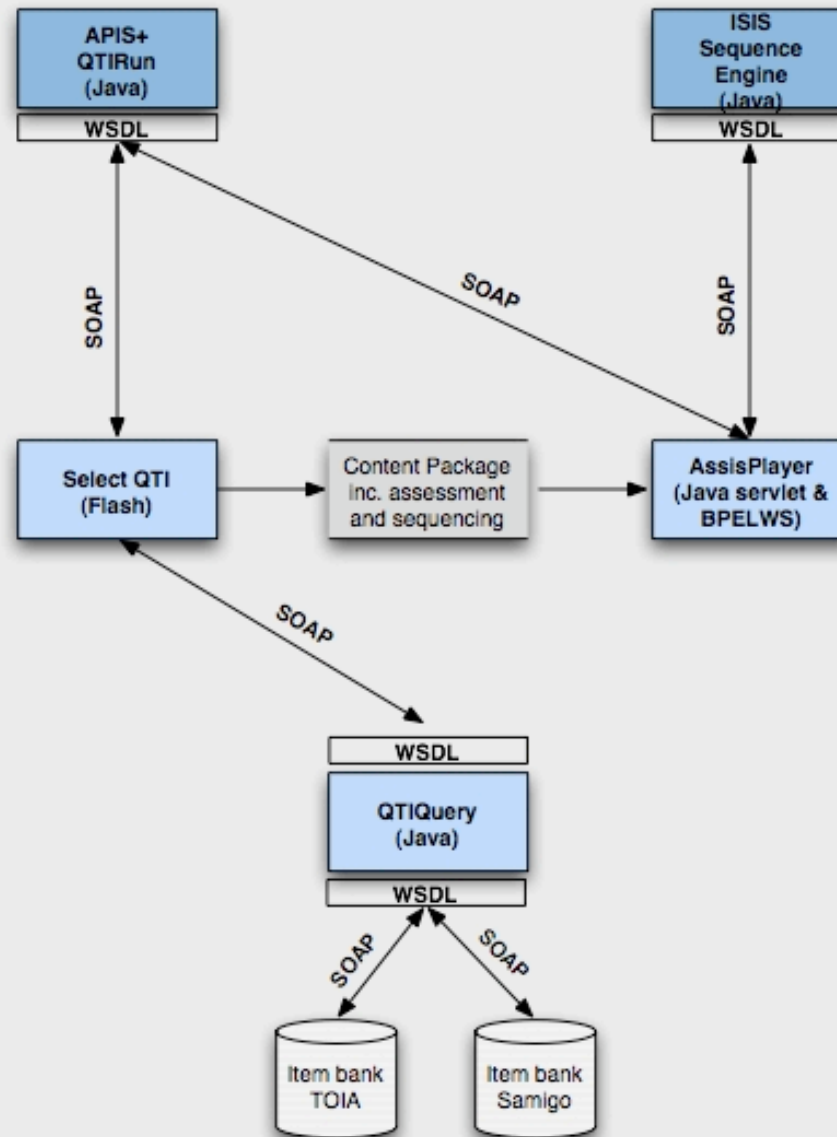 APIS+
QTIRun
(Java)
WSDL
ISIS
Sequence
Engine
(Java)
WSDL
SOAP
SOAP
SOAP
Select QTI
(Flash)
Content Package
inc. assessment
and sequencing
AssisPlayer
(Java servlet &
BPELWS)
SOAP
WSDL
QTIQuery
(Java)
WSDL
SOAP
SOAP
Item bank
TOIA
Item bank
Samigo